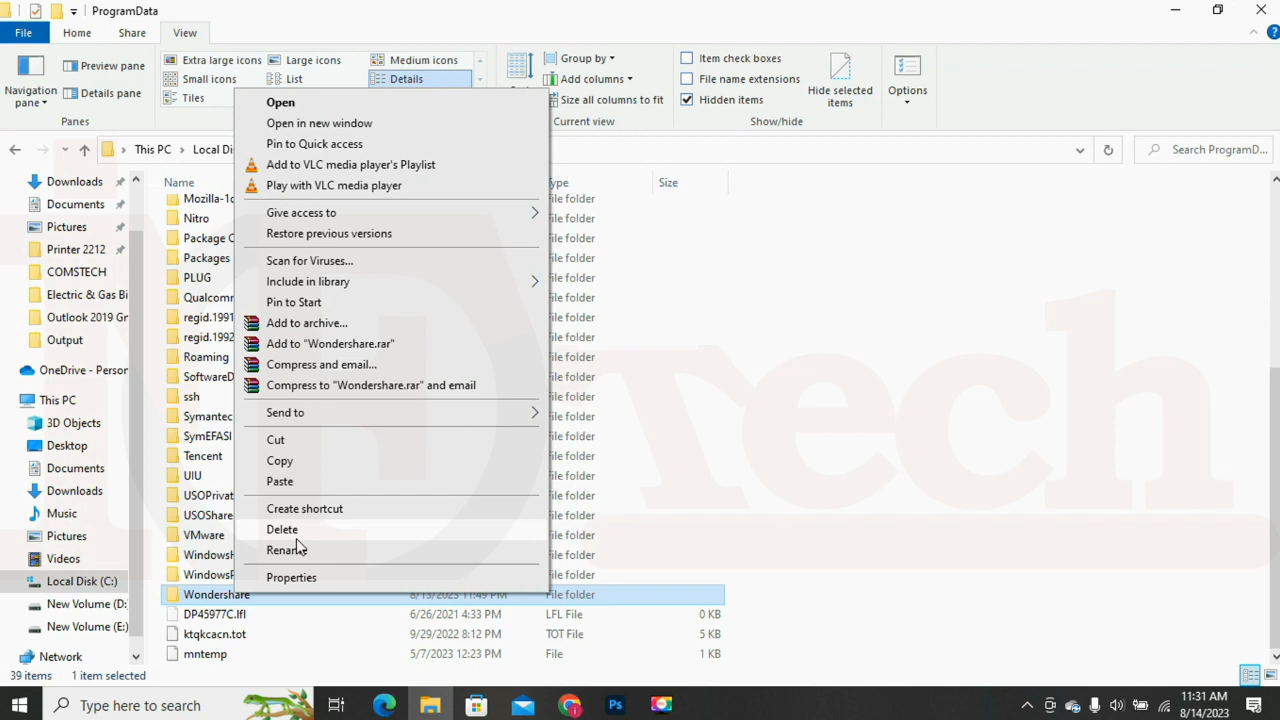 ProgramData
File Home Share View
Navigation pane
Preview pane
Details pane
Panes
Extra large icons Large icons Medium icons
Small icons List Details
Tiles
Group by
Add columns
Size all columns to fit
Current view
Item check boxes
File name extensions
Hidden items
Hide selected items
Show/hide
Options
This PC Local Di
Search ProgramD...
Downloads
Documents
Pictures
Printer 2212
COMSTECH
Electric & Gas Bi
Outlook 2019 Gr
Output
OneDrive - Person
This PC
3D Objects
Desktop
Documents
Downloads
Music
Pictures
Videos
Local Disk (C:)
New Volume (D:
New Volume (E:)
Network
Name Type Size
Mozilla-1d File folder
Nitro File folder
Package C File folder
Packages File folder
PLUG File folder
Qualcomm File folder
regid.1991 File folder
regid.1992 File folder
Roaming File folder
SoftwareD File folder
ssh File folder
Symantec File folder
SymEFASI File folder
Tencent File folder
UIU File folder
USOPrivat File folder
USOShare File folder
VMware File folder
WindowsH File folder
WindowsP File folder
Wondershare 8/13/2023 11:49 PM File folder
DP45977C.lfl 6/26/2021 4:33 PM LFL File 0 KB
ktqkcacn.tot 9/29/2022 8:12 PM TOT File 5 KB
mntemp 5/7/2023 12:23 PM File 1 KB
Open
Open in new window
Pin to Quick access
Add to VLC media player's Playlist
Play with VLC media player
Give access to
Restore previous versions
Scan for Viruses...
Include in library
Pin to Start
Add to archive...
Add to "Wondershare.rar"
Compress and email...
Compress to "Wondershare.rar" and email
Send to
Cut
Copy
Paste
Create shortcut
Delete
Rename
Properties
39 items 1 item selected
Type here to search
Ps
11:31 AM
8/14/2023